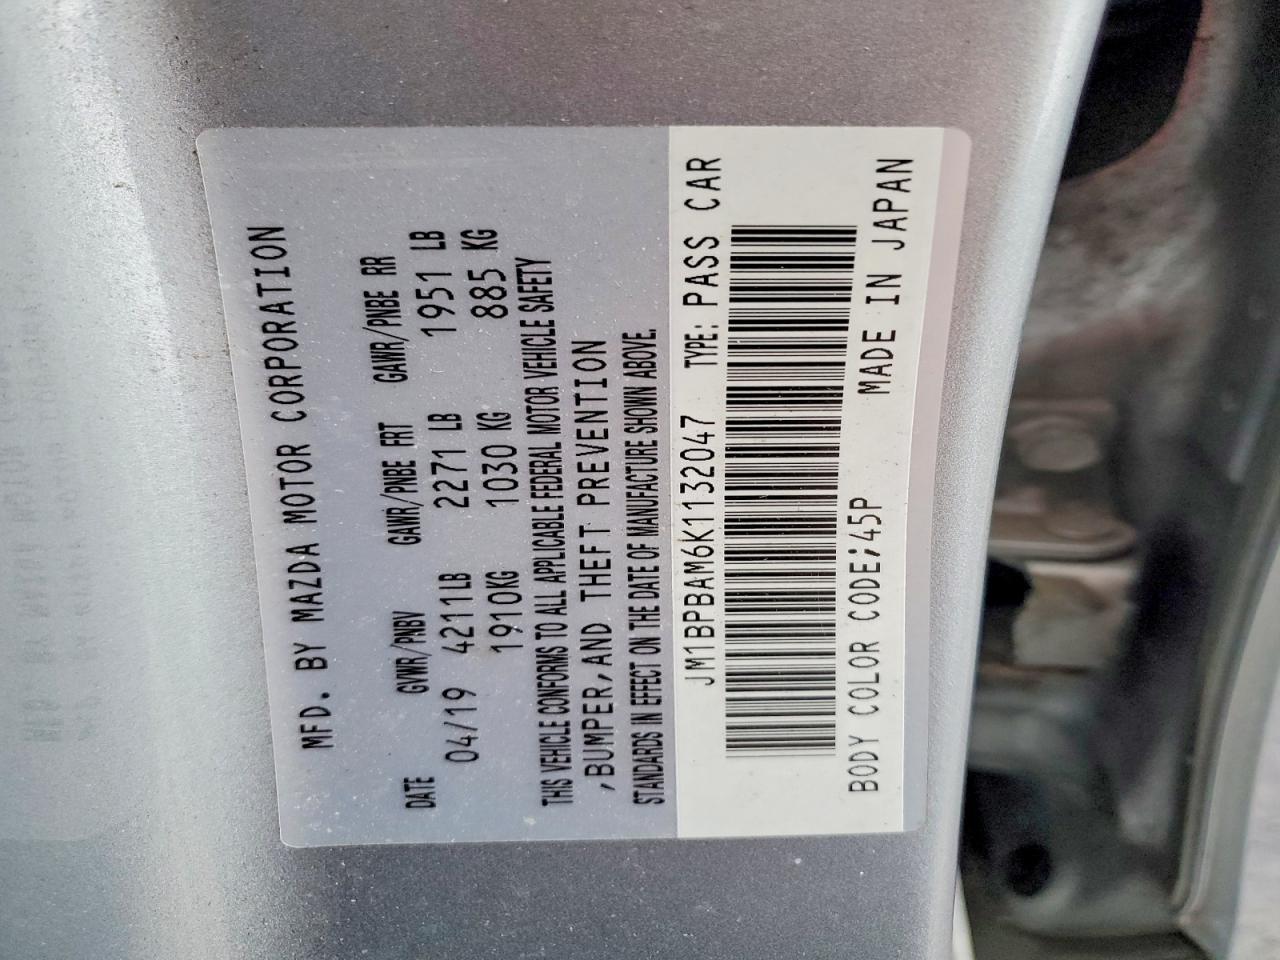 MFD. BY MAZDA MOTOR CORPORATION
DATE GVWR/PNBV GAWR/PNBE FRT GAWR/PNBE RR
04/19 4211LB 2271 LB 1951 LB
1910KG 1030 KG 885 KG
THIS VEHICLE CONFORMS TO ALL APPLICABLE FEDERAL MOTOR VEHICLE SAFETY
,BUMPER,AND THEFT PREVENTION
STANDARDS IN EFFECT ON THE DATE OF MANUFACTURE SHOWN ABOVE.
JM1BPBAM6K1132047 TYPE: PASS CAR
BODY COLOR CODE;45P MADE IN JAPAN